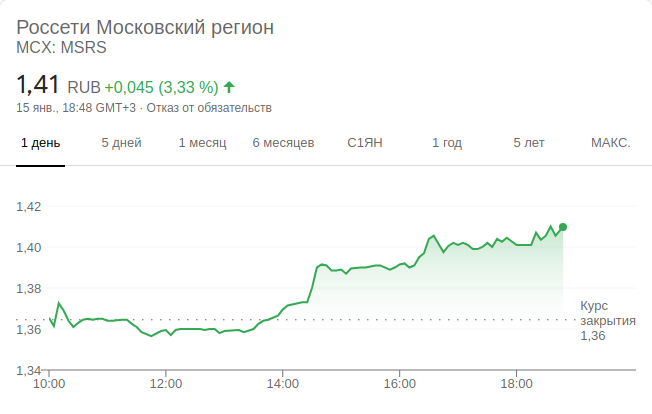 Россети Московский регион
MCX: MSRS
1,41 RUB +0,045 (3,33 %)
15 янв., 18:48 GMT+3 · Отказ от обязательств
1 день 5 дней 1 месяц 6 месяцев С1ЯН 1 год 5 лет МАКС.
1,42
1,40
1,38
1,36
1,34
Курс
закрытия
1,36
10:00 12:00 14:00 16:00 18:00